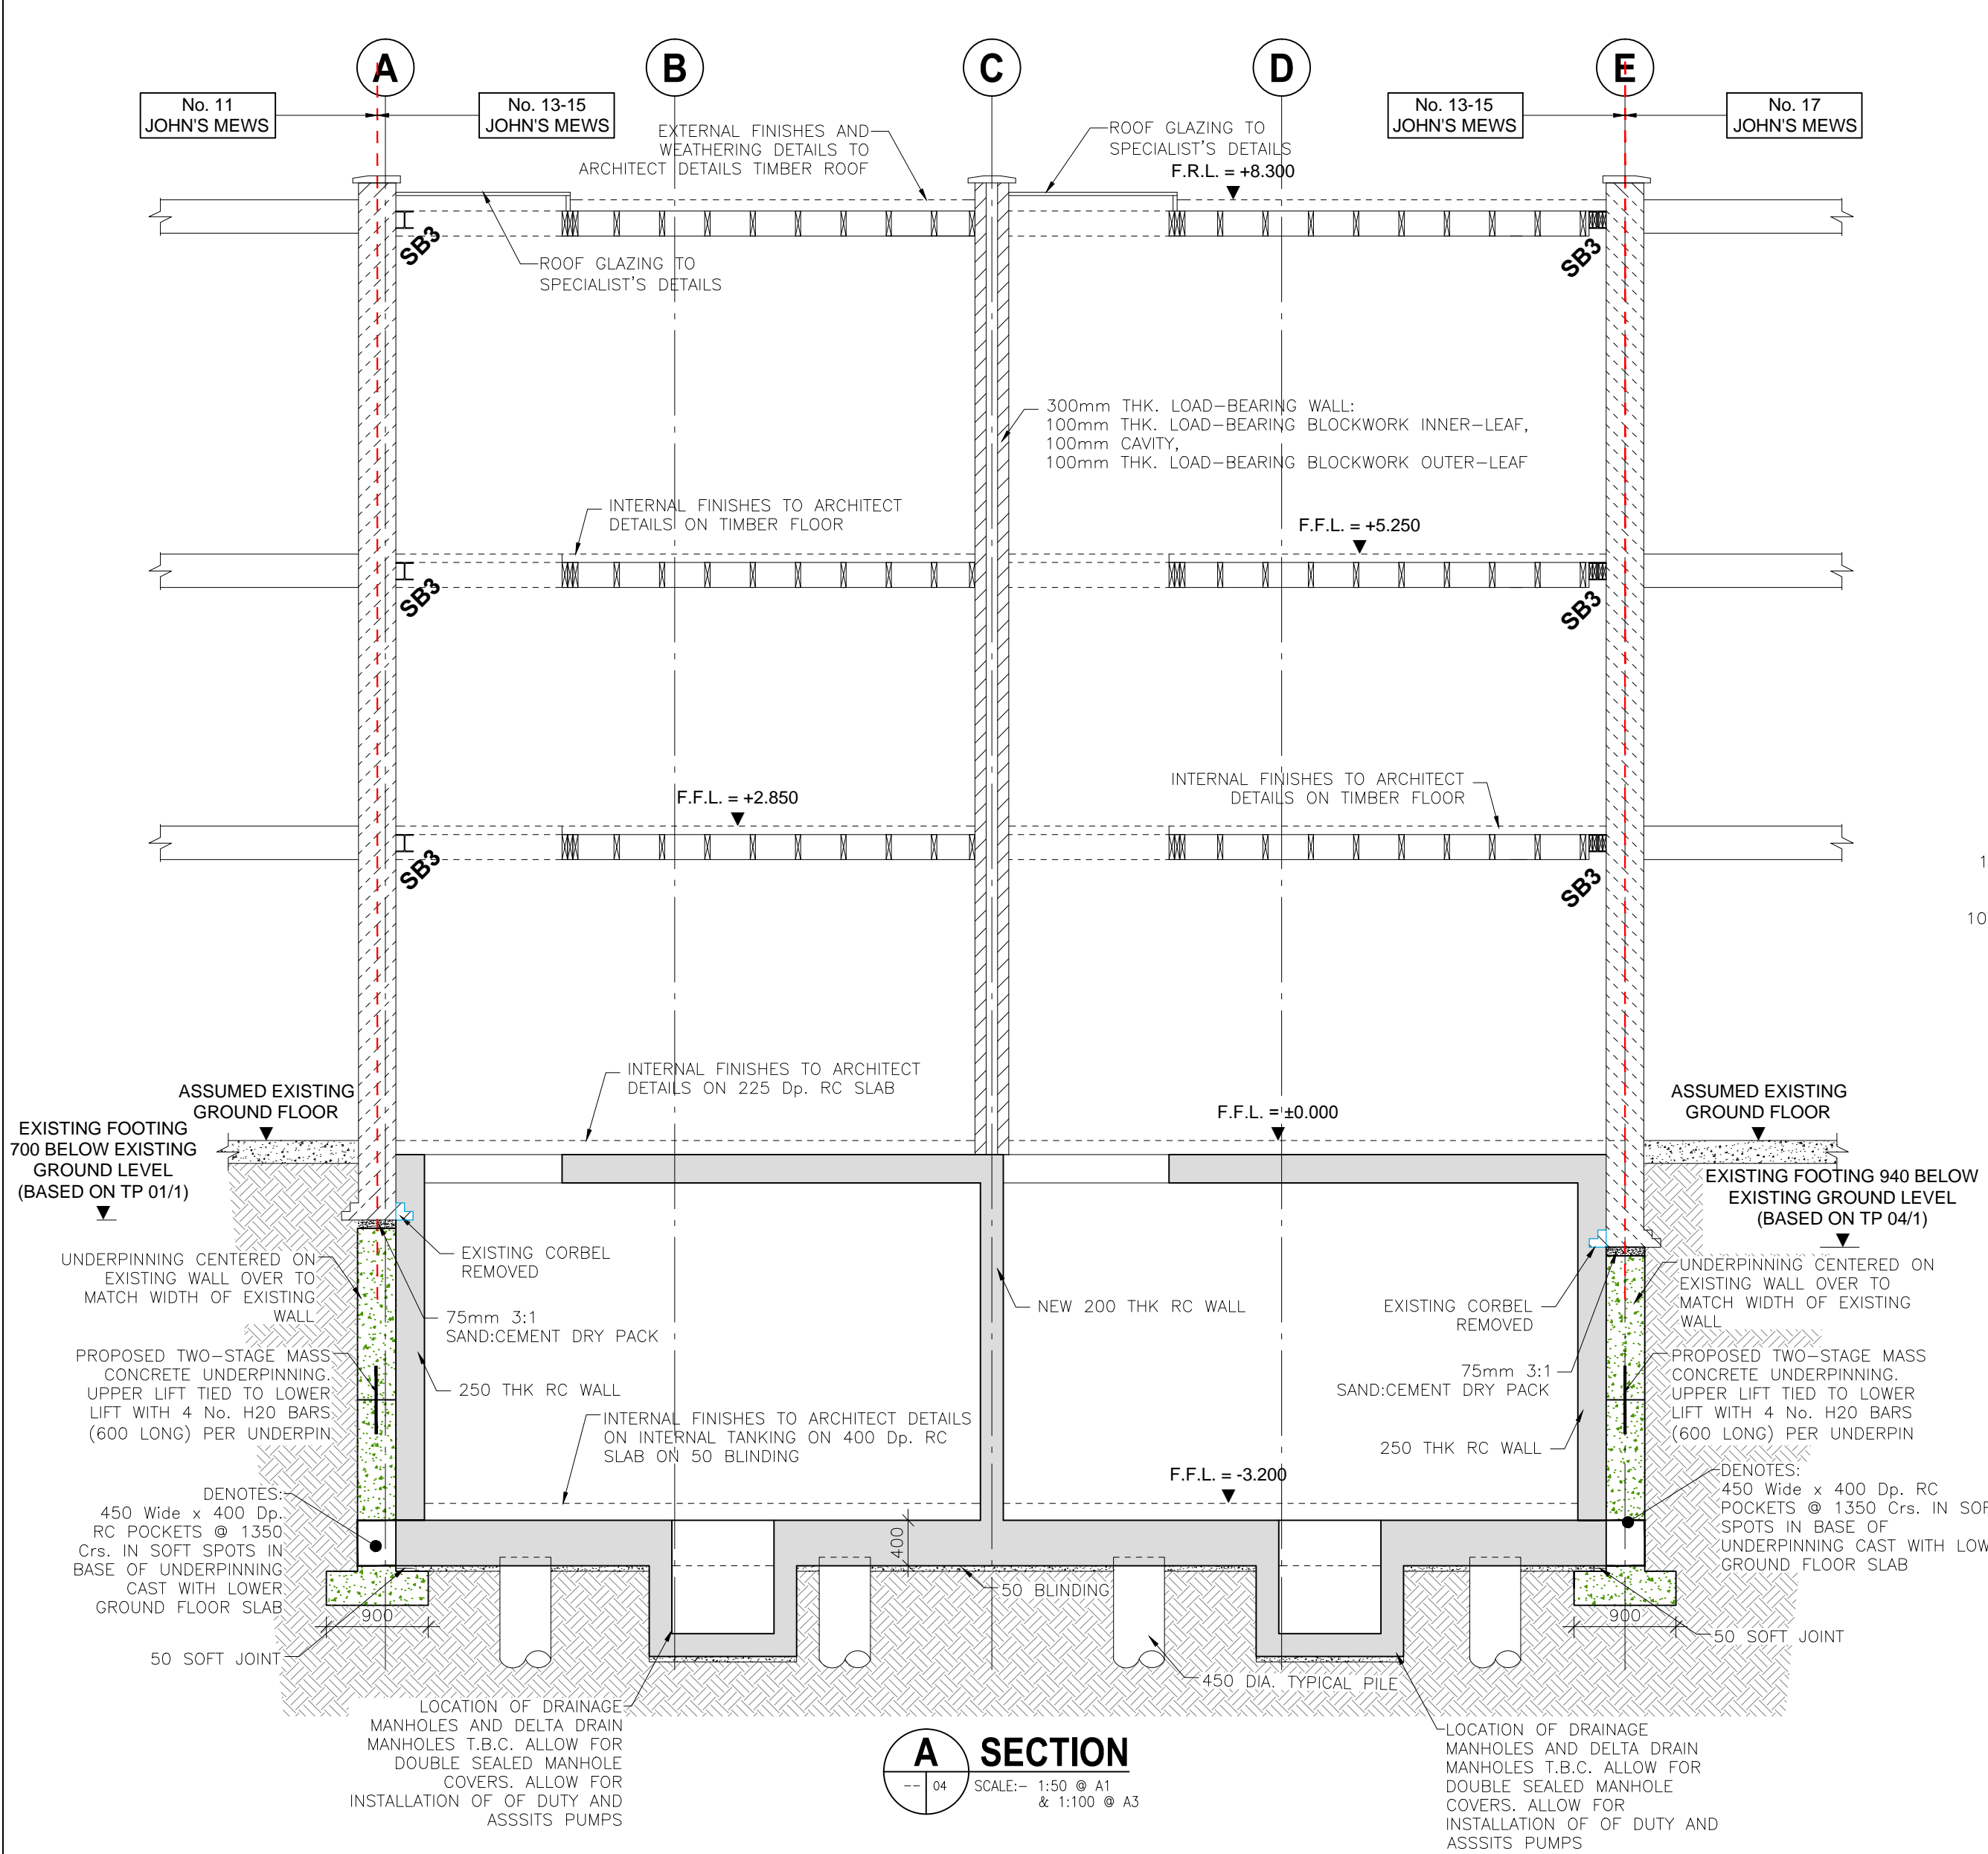 A
B
C
D
E
No. 11
JOHN'S MEWS
No. 13-15
JOHN'S MEWS
No. 13-15
JOHN'S MEWS
No. 17
JOHN'S MEWS
EXTERNAL FINISHES AND
WEATHERING DETAILS TO
ARCHITECT DETAILS TIMBER ROOF
ROOF GLAZING TO
SPECIALIST'S DETAILS
F.R.L. = +8.300
SB3
SB3
ROOF GLAZING TO
SPECIALIST'S DETAILS
300mm THK. LOAD-BEARING WALL:
100mm THK. LOAD-BEARING BLOCKWORK INNER-LEAF,
100mm CAVITY,
100mm THK. LOAD-BEARING BLOCKWORK OUTER-LEAF
INTERNAL FINISHES TO ARCHITECT
DETAILS ON TIMBER FLOOR
F.F.L. = +5.250
SB3
SB3
F.F.L. = +2.850
INTERNAL FINISHES TO ARCHITECT
DETAILS ON TIMBER FLOOR
SB3
SB3
1
10
INTERNAL FINISHES TO ARCHITECT
DETAILS ON 225 Dp. RC SLAB
F.F.L. = ±0.000
ASSUMED EXISTING
GROUND FLOOR
EXISTING FOOTING
700 BELOW EXISTING
GROUND LEVEL
(BASED ON TP 01/1)
ASSUMED EXISTING
GROUND FLOOR
EXISTING FOOTING 940 BELOW
EXISTING GROUND LEVEL
(BASED ON TP 04/1)
UNDERPINNING CENTERED ON
EXISTING WALL OVER TO
MATCH WIDTH OF EXISTING
WALL
EXISTING CORBEL
REMOVED
75mm 3:1
SAND:CEMENT DRY PACK
PROPOSED TWO-STAGE MASS
CONCRETE UNDERPINNING.
UPPER LIFT TIED TO LOWER
LIFT WITH 4 No. H20 BARS
(600 LONG) PER UNDERPIN
250 THK RC WALL
INTERNAL FINISHES TO ARCHITECT DETAILS
ON INTERNAL TANKING ON 400 Dp. RC
SLAB ON 50 BLINDING
NEW 200 THK RC WALL
EXISTING CORBEL
REMOVED
75mm 3:1
SAND:CEMENT DRY PACK
250 THK RC WALL
F.F.L. = -3.200
UNDERPINNING CENTERED ON
EXISTING WALL OVER TO
MATCH WIDTH OF EXISTING
WALL
PROPOSED TWO-STAGE MASS
CONCRETE UNDERPINNING.
UPPER LIFT TIED TO LOWER
LIFT WITH 4 No. H20 BARS
(600 LONG) PER UNDERPIN
DENOTES:
450 Wide x 400 Dp.
RC POCKETS @ 1350
Crs. IN SOFT SPOTS IN
BASE OF UNDERPINNING
CAST WITH LOWER
GROUND FLOOR SLAB
DENOTES:
450 Wide x 400 Dp. RC
POCKETS @ 1350 Crs. IN SOF
SPOTS IN BASE OF
UNDERPINNING CAST WITH LOW
GROUND FLOOR SLAB
400
50 BLINDING
900
900
50 SOFT JOINT
50 SOFT JOINT
450 DIA. TYPICAL PILE
LOCATION OF DRAINAGE
MANHOLES AND DELTA DRAIN
MANHOLES T.B.C. ALLOW FOR
DOUBLE SEALED MANHOLE
COVERS. ALLOW FOR
INSTALLATION OF OF DUTY AND
ASSSITS PUMPS
LOCATION OF DRAINAGE
MANHOLES AND DELTA DRAIN
MANHOLES T.B.C. ALLOW FOR
DOUBLE SEALED MANHOLE
COVERS. ALLOW FOR
INSTALLATION OF OF DUTY AND
ASSSITS PUMPS
A SECTION
-- 04 SCALE:- 1:50 @ A1
& 1:100 @ A3